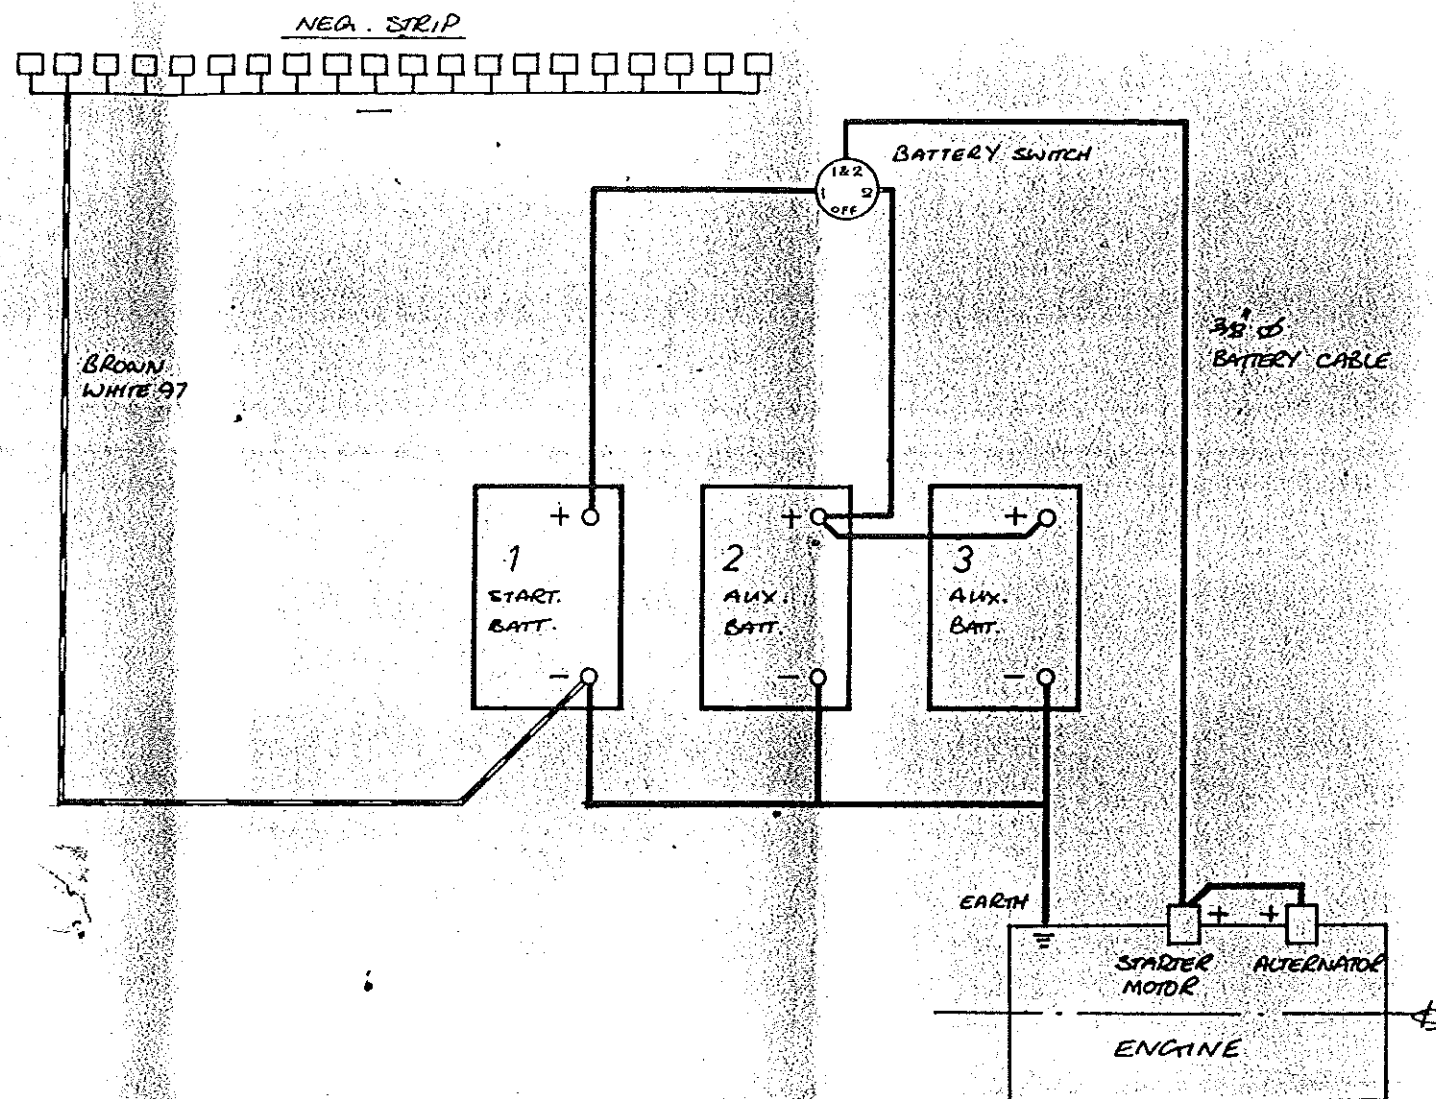 NEG. STRIP
BATTERY SWITCH
1&2
1 2
OFF
3/8" ø
BATTERY CABLE
BROWN
WHITE 97
+
+
+
1
START.
BATT.
2
AUX.
BATT.
3
AUX.
BATT.
-
-
-
EARTH
+ +
STARTER
MOTOR
ALTERNATOR
ENGINE